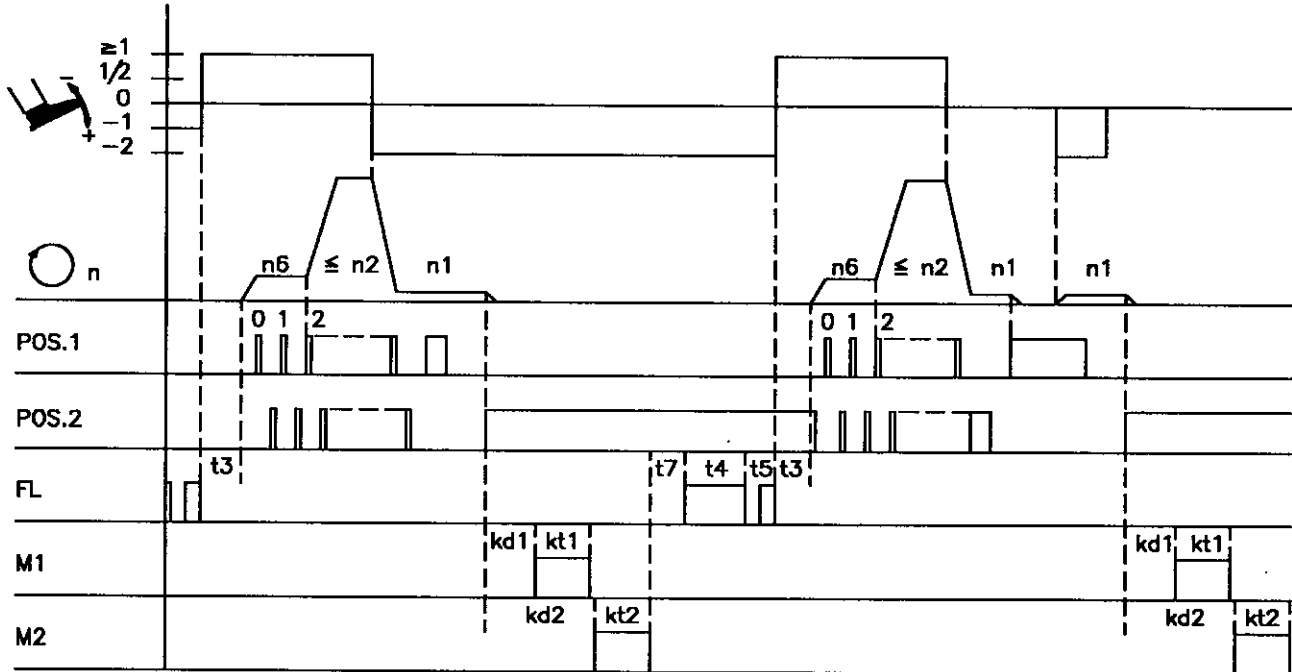 ≥1
1/2
0
−1
−2
−
+
n
n6 ≤ n2 n1 n6 ≤ n2 n1 n1
0 1 2 0 1 2
POS.1
POS.2
t3 t7 t4 t5 t3
FL
kd1 kt1 kd1 kt1
M1
kd2 kt2 kd2 kt2
M2